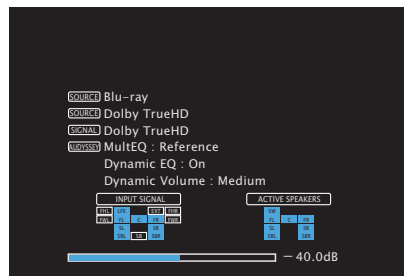 SOURCE Blu-ray
SOURCE Dolby TrueHD
SIGNAL Dolby TrueHD
AUDYSSEY MultEQ : Reference
Dynamic EQ : On
Dynamic Volume : Medium
INPUT SIGNAL ACTIVE SPEAKERS
FHL LFE EXT FHR SW
FWL FL C FR FWR FL C FR
SL SR SL SR
SBL SB SBR SBL SBR
-40.0dB